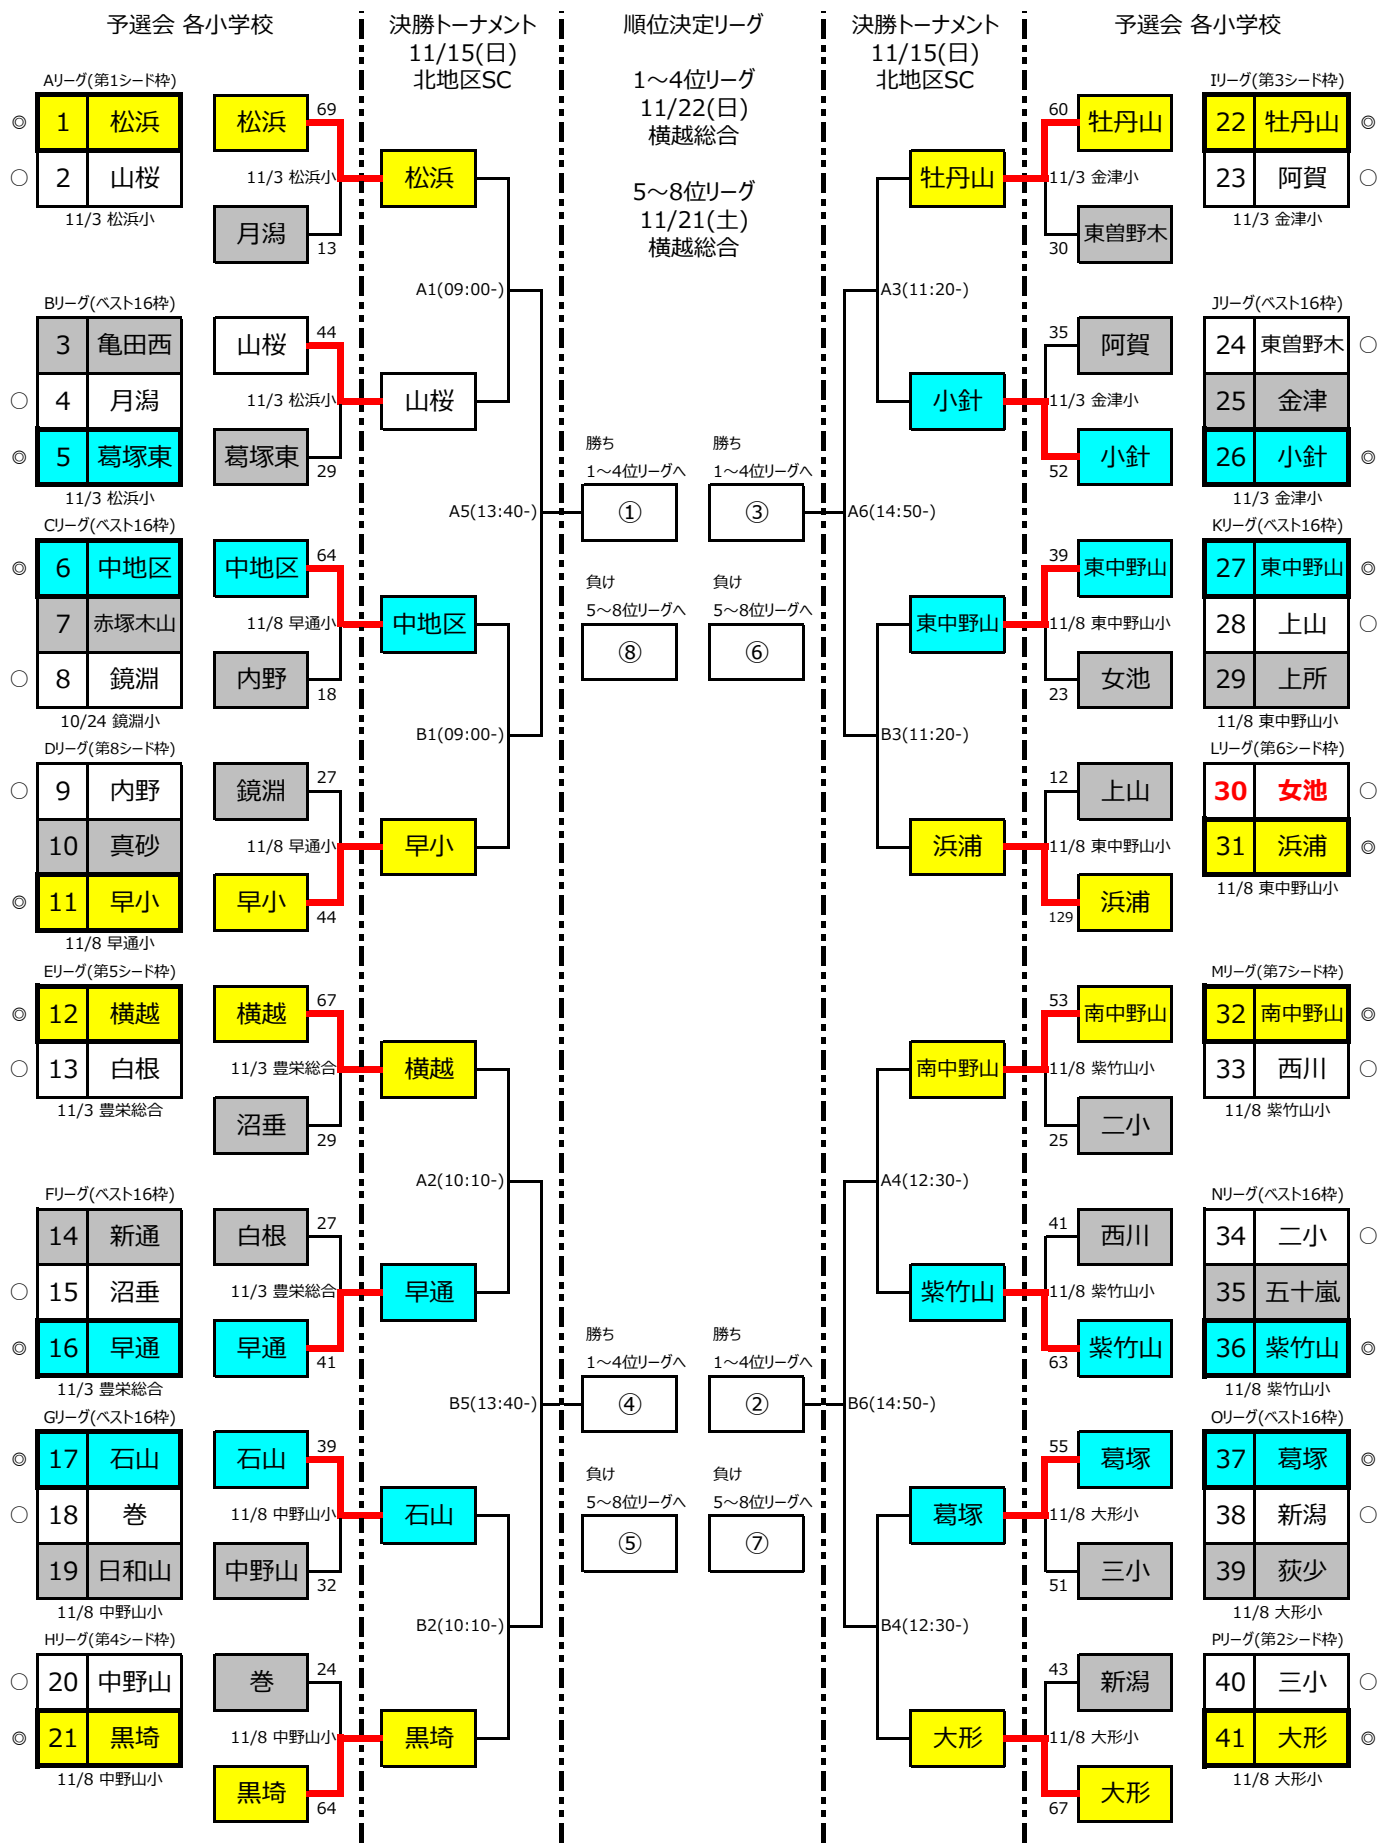 予選会 各小学校
決勝トーナメント
11/15(日)
北地区SC
順位決定リーグ
1～4位リーグ
11/22(日)
横越総合
5～8位リーグ
11/21(土)
横越総合
決勝トーナメント
11/15(日)
北地区SC
予選会 各小学校
Aリーグ(第1シード枠)
◎ 1 松浜
○ 2 山桜
11/3 松浜小
Bリーグ(ベスト16枠)
3 亀田西
○ 4 月潟
◎ 5 葛塚東
11/3 松浜小
Cリーグ(ベスト16枠)
◎ 6 中地区
7 赤塚木山
○ 8 鏡淵
10/24 鏡淵小
Dリーグ(第8シード枠)
○ 9 内野
10 真砂
◎ 11 早小
11/8 早通小
Eリーグ(第5シード枠)
◎ 12 横越
○ 13 白根
11/3 豊栄総合
Fリーグ(ベスト16枠)
14 新通
○ 15 沼垂
◎ 16 早通
11/3 豊栄総合
Gリーグ(ベスト16枠)
◎ 17 石山
○ 18 巻
19 日和山
11/8 中野山小
Hリーグ(第4シード枠)
○ 20 中野山
◎ 21 黒埼
11/8 中野山小
松浜 69
11/3 松浜小
月潟 13
山桜 44
11/3 松浜小
葛塚東 29
中地区 64
11/8 早通小
内野 18
鏡淵 27
11/8 早通小
早小 44
横越 67
11/3 豊栄総合
沼垂 29
白根 27
11/3 豊栄総合
早通 41
石山 39
11/8 中野山小
中野山 32
巻 24
11/8 中野山小
黒埼 64
松浜
A1(09:00-)
山桜
A5(13:40-)
中地区
B1(09:00-)
早小
横越
A2(10:10-)
早通
B5(13:40-)
石山
B2(10:10-)
黒埼
勝ち
1～4位リーグへ
①
負け
5～8位リーグへ
⑧
勝ち
1～4位リーグへ
③
負け
5～8位リーグへ
⑥
勝ち
1～4位リーグへ
④
負け
5～8位リーグへ
⑤
勝ち
1～4位リーグへ
②
負け
5～8位リーグへ
⑦
牡丹山
A3(11:20-)
小針
A6(14:50-)
東中野山
B3(11:20-)
浜浦
南中野山
A4(12:30-)
紫竹山
B6(14:50-)
葛塚
B4(12:30-)
大形
60 牡丹山
11/3 金津小
30 東曽野木
35 阿賀
11/3 金津小
52 小針
39 東中野山
11/8 東中野山小
23 女池
12 上山
11/8 東中野山小
129 浜浦
53 南中野山
11/8 紫竹山小
25 二小
41 西川
11/8 紫竹山小
63 紫竹山
55 葛塚
11/8 大形小
51 三小
43 新潟
11/8 大形小
67 大形
Iリーグ(第3シード枠)
22 牡丹山 ◎
23 阿賀 ○
11/3 金津小
Jリーグ(ベスト16枠)
24 東曽野木 ○
25 金津
26 小針 ◎
11/3 金津小
Kリーグ(ベスト16枠)
27 東中野山 ◎
28 上山 ○
29 上所
11/8 東中野山小
Lリーグ(第6シード枠)
30 女池 ○
31 浜浦 ◎
11/8 東中野山小
Mリーグ(第7シード枠)
32 南中野山 ◎
33 西川 ○
11/8 紫竹山小
Nリーグ(ベスト16枠)
34 二小 ○
35 五十嵐
36 紫竹山 ◎
11/8 紫竹山小
Oリーグ(ベスト16枠)
37 葛塚 ◎
38 新潟 ○
39 荻少
11/8 大形小
Pリーグ(第2シード枠)
40 三小 ○
41 大形 ◎
11/8 大形小